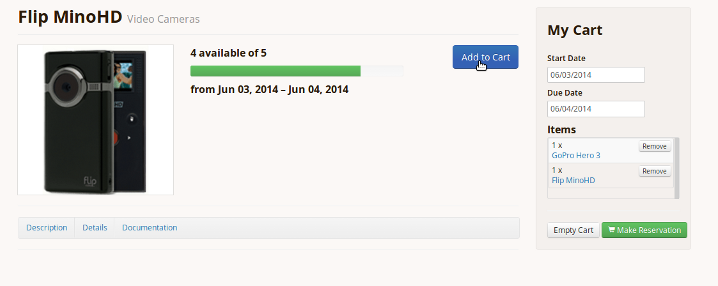 Flip MinoHD Video Cameras
4 available of 5
Add to Cart
from Jun 03, 2014 – Jun 04, 2014
flip
Description
Details
Documentation
My Cart
Start Date
06/03/2014
Due Date
06/04/2014
Items
1 x
Remove
GoPro Hero 3
1 x
Remove
Flip MinoHD
Empty Cart
Make Reservation